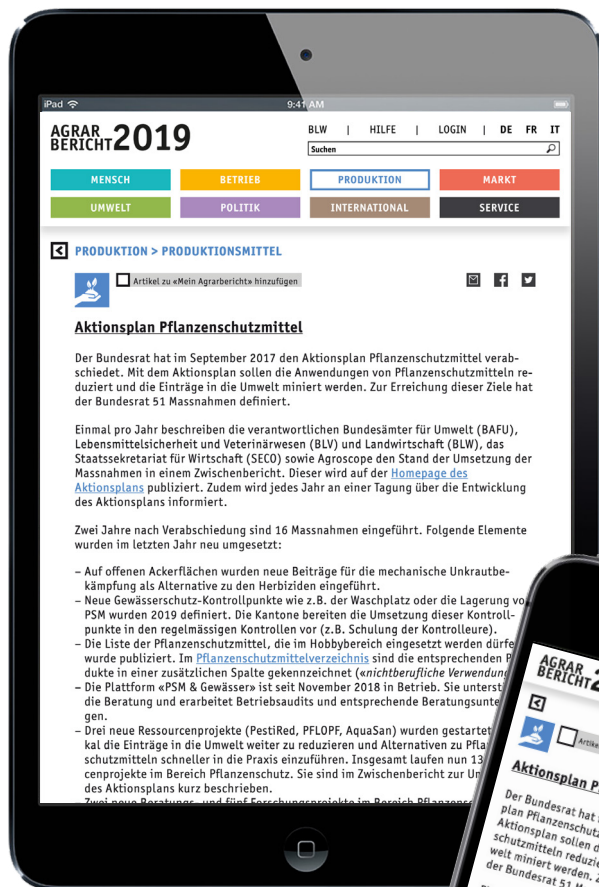 iPad
9:41 AM
AGRAR
BERICHT 2019
BLW | HILFE | LOGIN | DE FR IT
Suchen
MENSCH
BETRIEB
PRODUKTION
MARKT
UMWELT
POLITIK
INTERNATIONAL
SERVICE
PRODUKTION > PRODUKTIONSMITTEL
Artikel zu «Mein Agrarbericht» hinzufügen
Aktionsplan Pflanzenschutzmittel
Der Bundesrat hat im September 2017 den Aktionsplan Pflanzenschutzmittel verab-
schiedet. Mit dem Aktionsplan sollen die Anwendungen von Pflanzenschutzmitteln re-
duziert und die Einträge in die Umwelt miniert werden. Zur Erreichung dieser Ziele hat
der Bundesrat 51 Massnahmen definiert.
Einmal pro Jahr beschreiben die verantwortlichen Bundesämter für Umwelt (BAFU),
Lebensmittelsicherheit und Veterinärwesen (BLV) und Landwirtschaft (BLW), das
Staatssekretariat für Wirtschaft (SECO) sowie Agroscope den Stand der Umsetzung der
Massnahmen in einem Zwischenbericht. Dieser wird auf der Homepage des
Aktionsplans publiziert. Zudem wird jedes Jahr an einer Tagung über die Entwicklung
des Aktionsplans informiert.
Zwei Jahre nach Verabschiedung sind 16 Massnahmen eingeführt. Folgende Elemente
wurden im letzten Jahr neu umgesetzt:
– Auf offenen Ackerflächen wurden neue Beiträge für die mechanische Unkrautbe-
kämpfung als Alternative zu den Herbiziden eingeführt.
– Neue Gewässerschutz-Kontrollpunkte wie z.B. der Waschplatz oder die Lagerung vo
PSM wurden 2019 definiert. Die Kantone bereiten die Umsetzung dieser Kontroll-
punkte in den regelmässigen Kontrollen vor (z.B. Schulung der Kontrolleure).
– Die Liste der Pflanzenschutzmittel, die im Hobbybereich eingesetzt werden dürfe
wurde publiziert. Im Pflanzenschutzmittelverzeichnis sind die entsprechenden P
dukte in einer zusätzlichen Spalte gekennzeichnet («nichtberufliche Verwendung
– Die Plattform «PSM & Gewässer» ist seit November 2018 in Betrieb. Sie unterst
die Beratung und erarbeitet Betriebsaudits und entsprechende Beratungsunte
gen.
– Drei neue Ressourcenprojekte (PestiRed, PFLOPF, AquaSan) wurden gestartet
kal die Einträge in die Umwelt weiter zu reduzieren und Alternativen zu Pfla
schutzmitteln schneller in die Praxis einzuführen. Insgesamt laufen nun 13
cenprojekte im Bereich Pflanzenschutz. Sie sind im Zwischenbericht zur Um
des Aktionsplans kurz beschrieben.
– Zwei neue Beratungs- und fünf Forschungsprojekte im Bereich Pflanzensc
AGRAR
BERICHT 2
Artike
Aktionsplan P
Der Bundesrat hat
plan Pflanzenschutz
Aktionsplan sollen d
schutzmitteln reduzie
welt miniert werden. Z
der Bundesrat 51 M